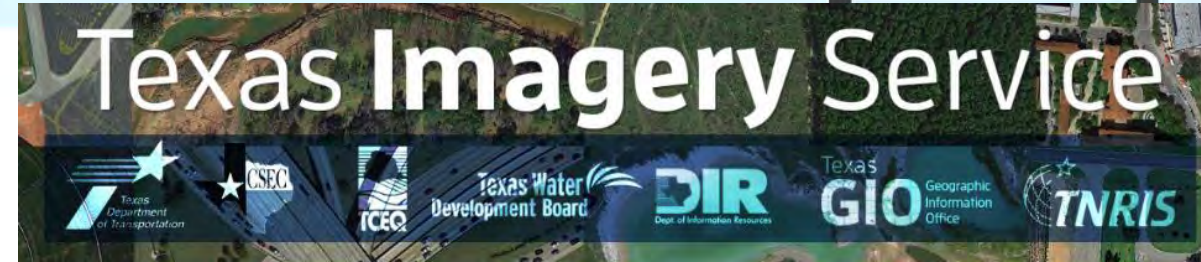 Texas Imagery Service
Texas
Department
of Transportation
CSEC
TCEQ
Texas Water
Development Board
DIR
Dept. of Information Resources
Texas
GIO
Geographic
Information
Office
TNRIS